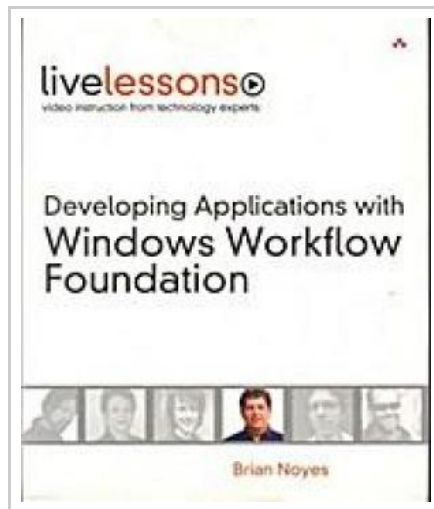 livelessons
video instruction from technology experts
Developing Applications with
Windows Workflow
Foundation
Brian Noyes